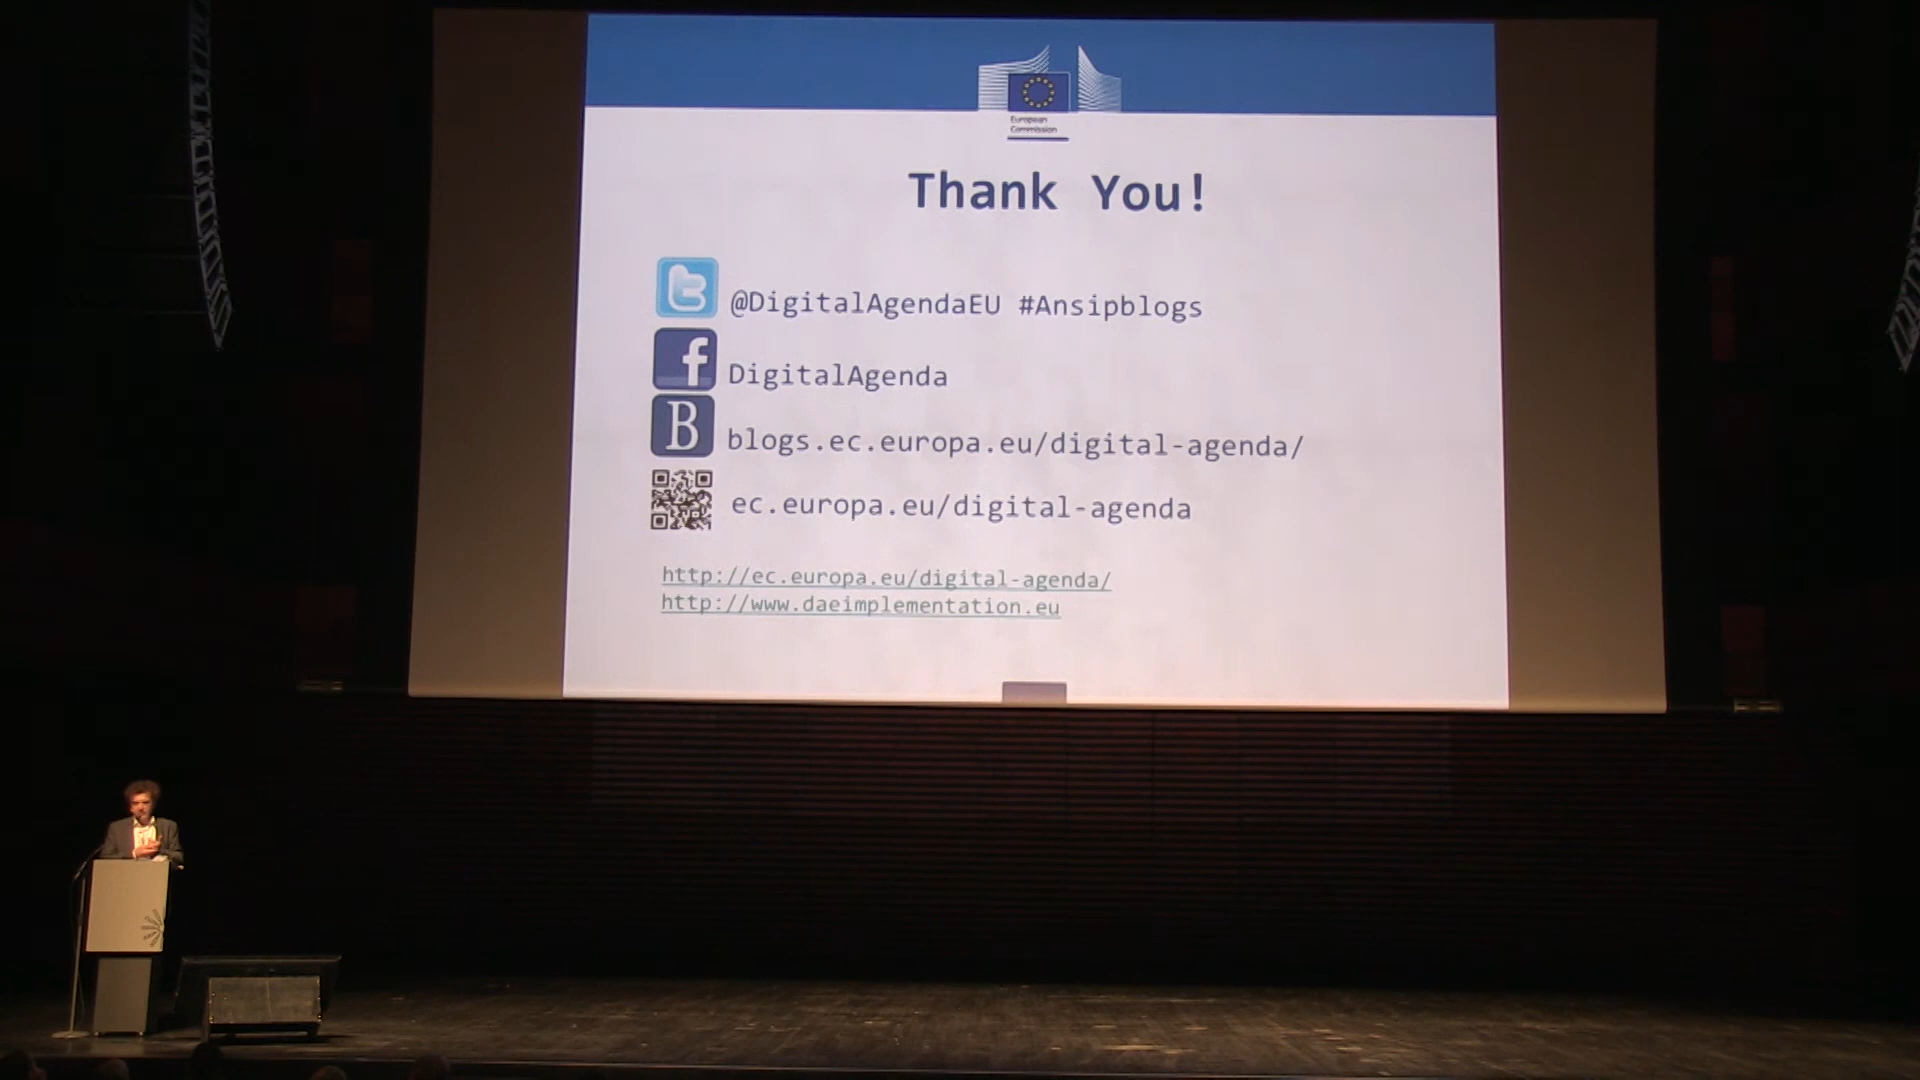 European
Commission
Thank You!
@DigitalAgendaEU #Ansipblogs
DigitalAgenda
B
blogs.ec.europa.eu/digital-agenda/
ec.europa.eu/digital-agenda
http://ec.europa.eu/digital-agenda/
http://www.daeimplementation.eu